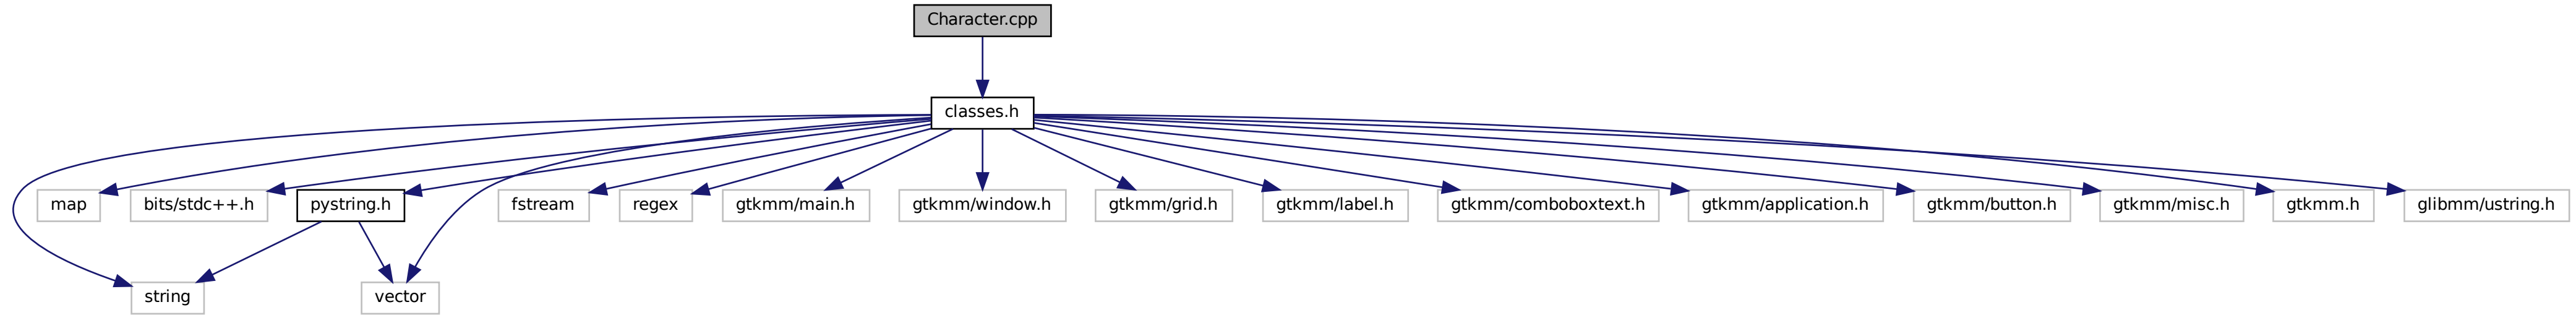 Character.cpp
classes.h
map
bits/stdc++.h
pystring.h
fstream
regex
gtkmm/main.h
gtkmm/window.h
gtkmm/grid.h
gtkmm/label.h
gtkmm/comboboxtext.h
gtkmm/application.h
gtkmm/button.h
gtkmm/misc.h
gtkmm.h
glibmm/ustring.h
string
vector